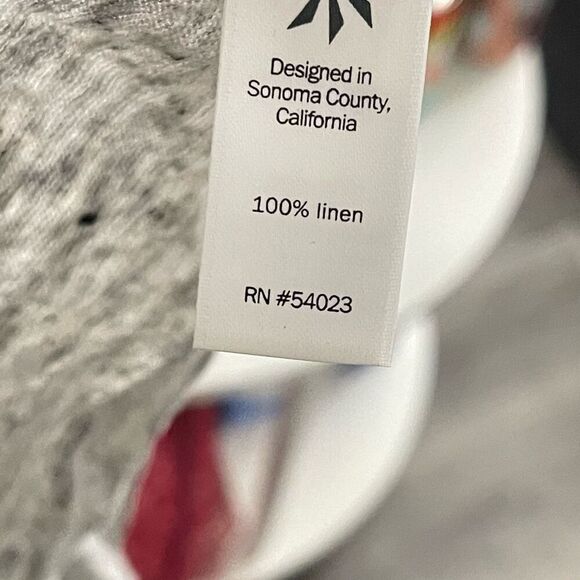 Designed in
Sonoma County,
California
100% linen
RN #54023